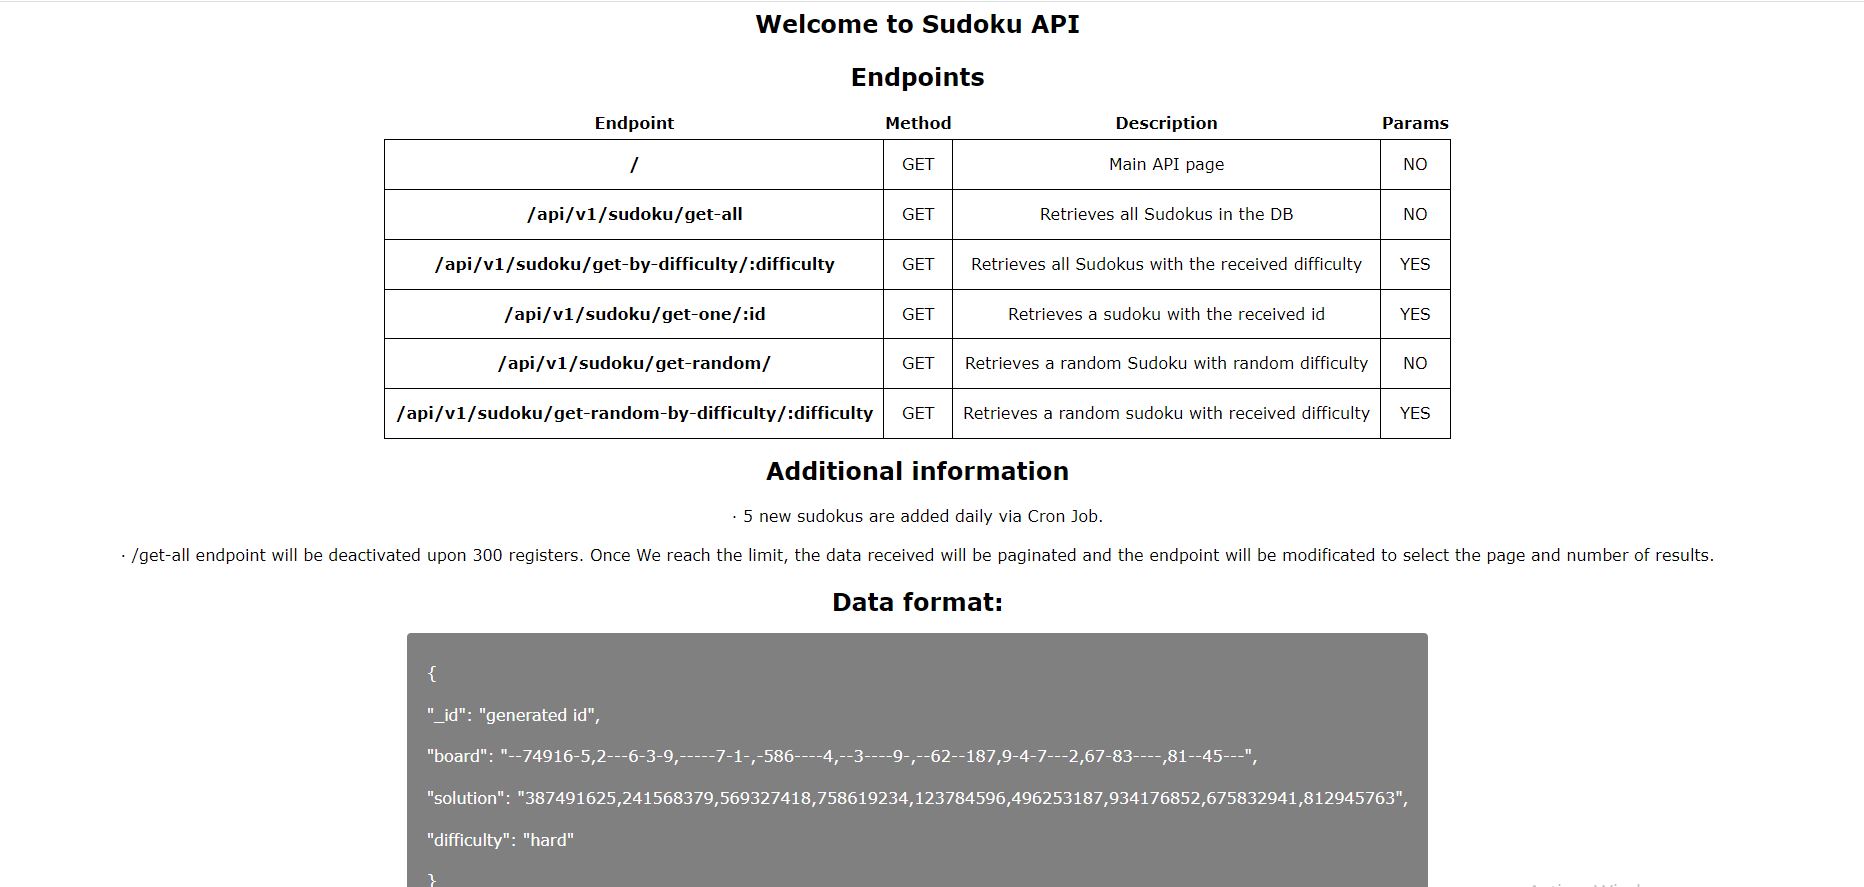 Welcome to Sudoku API
Endpoints
Endpoint Method Description Params
/ GET Main API page NO
/api/v1/sudoku/get-all GET Retrieves all Sudokus in the DB NO
/api/v1/sudoku/get-by-difficulty/:difficulty GET Retrieves all Sudokus with the received difficulty YES
/api/v1/sudoku/get-one/:id GET Retrieves a sudoku with the received id YES
/api/v1/sudoku/get-random/ GET Retrieves a random Sudoku with random difficulty NO
/api/v1/sudoku/get-random-by-difficulty/:difficulty GET Retrieves a random sudoku with received difficulty YES
Additional information
· 5 new sudokus are added daily via Cron Job.
· /get-all endpoint will be deactivated upon 300 registers. Once We reach the limit, the data received will be paginated and the endpoint will be modificated to select the page and number of results.
Data format:
{
"_id": "generated id",
"board": "--74916-5,2---6-3-9,-----7-1-,-586----4,--3----9-,--62--187,9-4-7---2,67-83----,81--45---",
"solution": "387491625,241568379,569327418,758619234,123784596,496253187,934176852,675832941,812945763",
"difficulty": "hard"
}